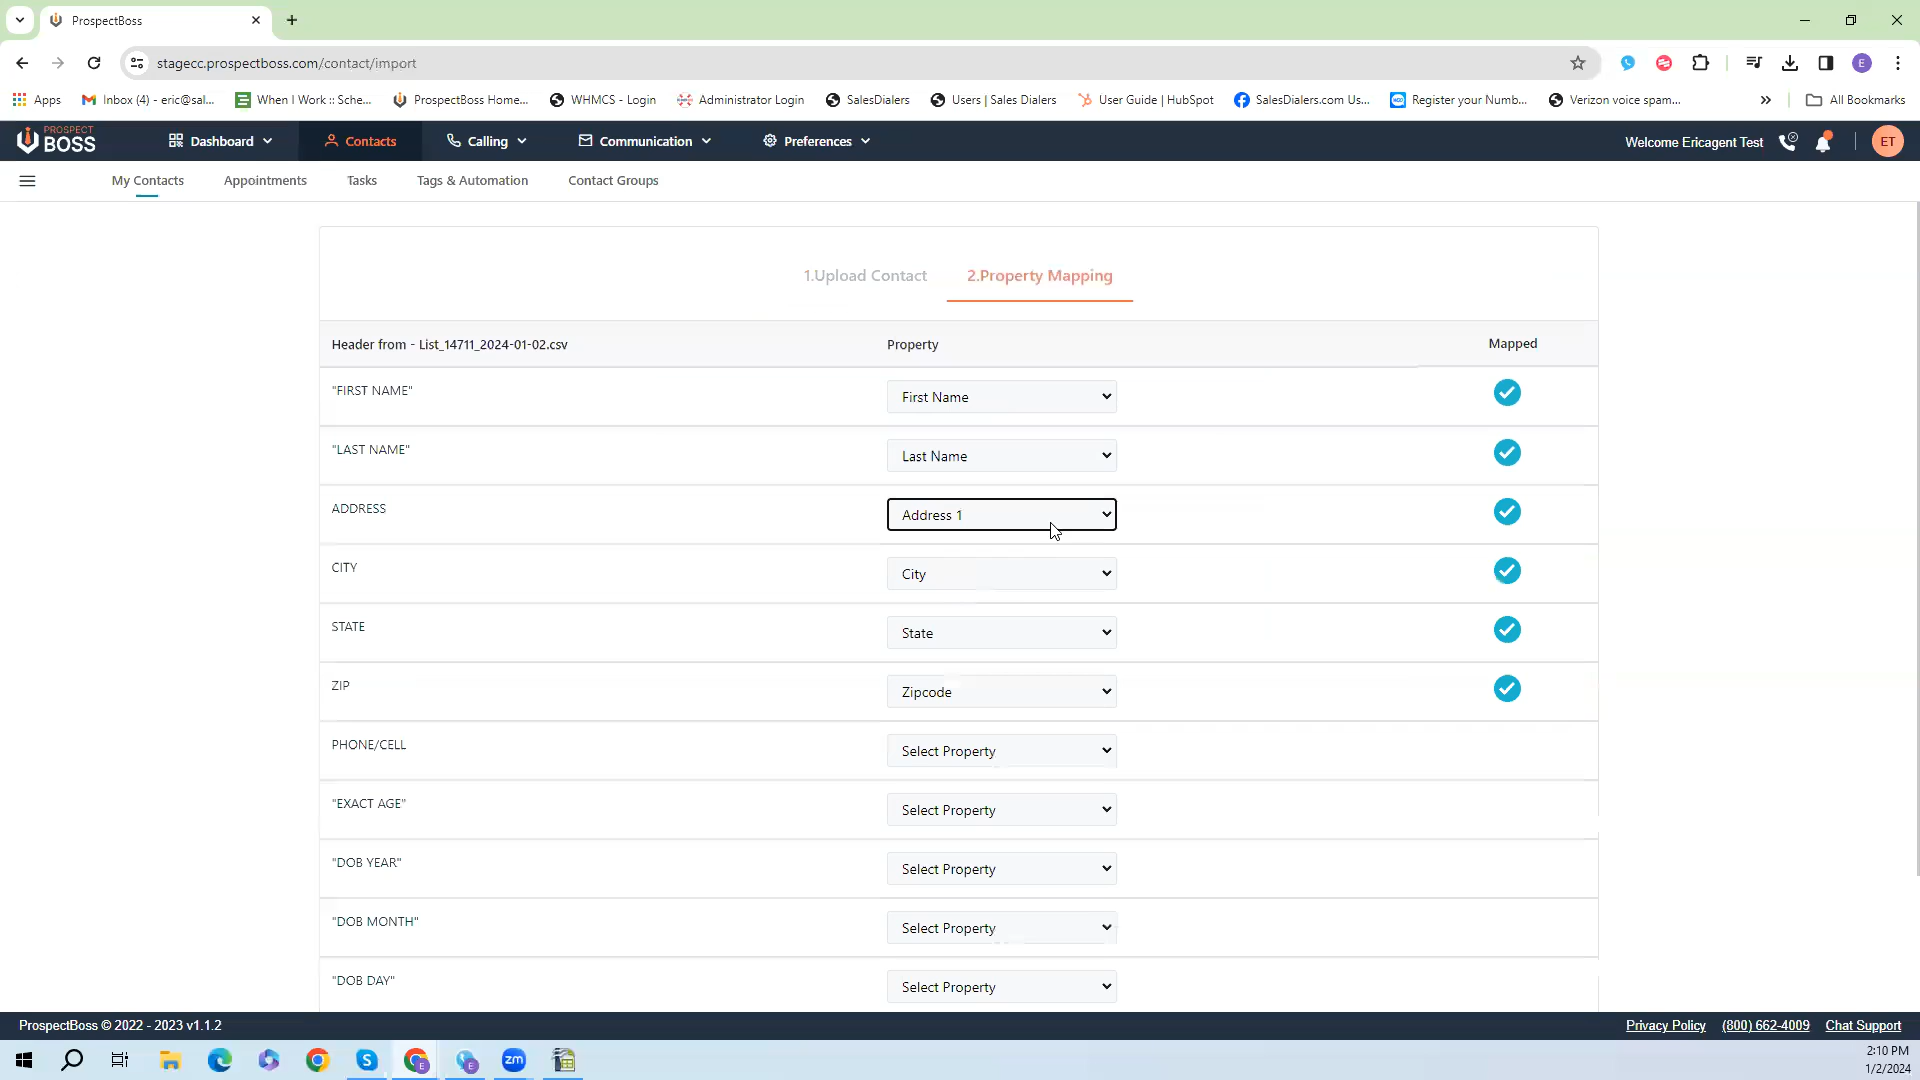 ProspectBoss
stagecc.prospectboss.com/contact/import
E
Apps
Inbox (4) - eric@sal...
When I Work :: Sche...
ProspectBoss Home...
WHMCS - Login
Administrator Login
SalesDialers
Users | Sales Dialers
User Guide | HubSpot
SalesDialers.com Us...
Register your Numb...
Verizon voice spam...
All Bookmarks
PROSPECT
BOSS
Dashboard
Contacts
Calling
Communication
Preferences
Welcome Ericagent Test
ET
My Contacts
Appointments
Tasks
Tags & Automation
Contact Groups
1.Upload Contact
2.Property Mapping
Header from - List_14711_2024-01-02.csv
Property
Mapped
"FIRST NAME"
First Name
"LAST NAME"
Last Name
ADDRESS
Address 1
CITY
City
STATE
State
ZIP
Zipcode
PHONE/CELL
Select Property
"EXACT AGE"
Select Property
"DOB YEAR"
Select Property
"DOB MONTH"
Select Property
"DOB DAY"
Select Property
ProspectBoss © 2022 - 2023 v1.1.2
Privacy Policy
(800) 662-4009
Chat Support
S
E
E
zm
2:10 PM
1/2/2024